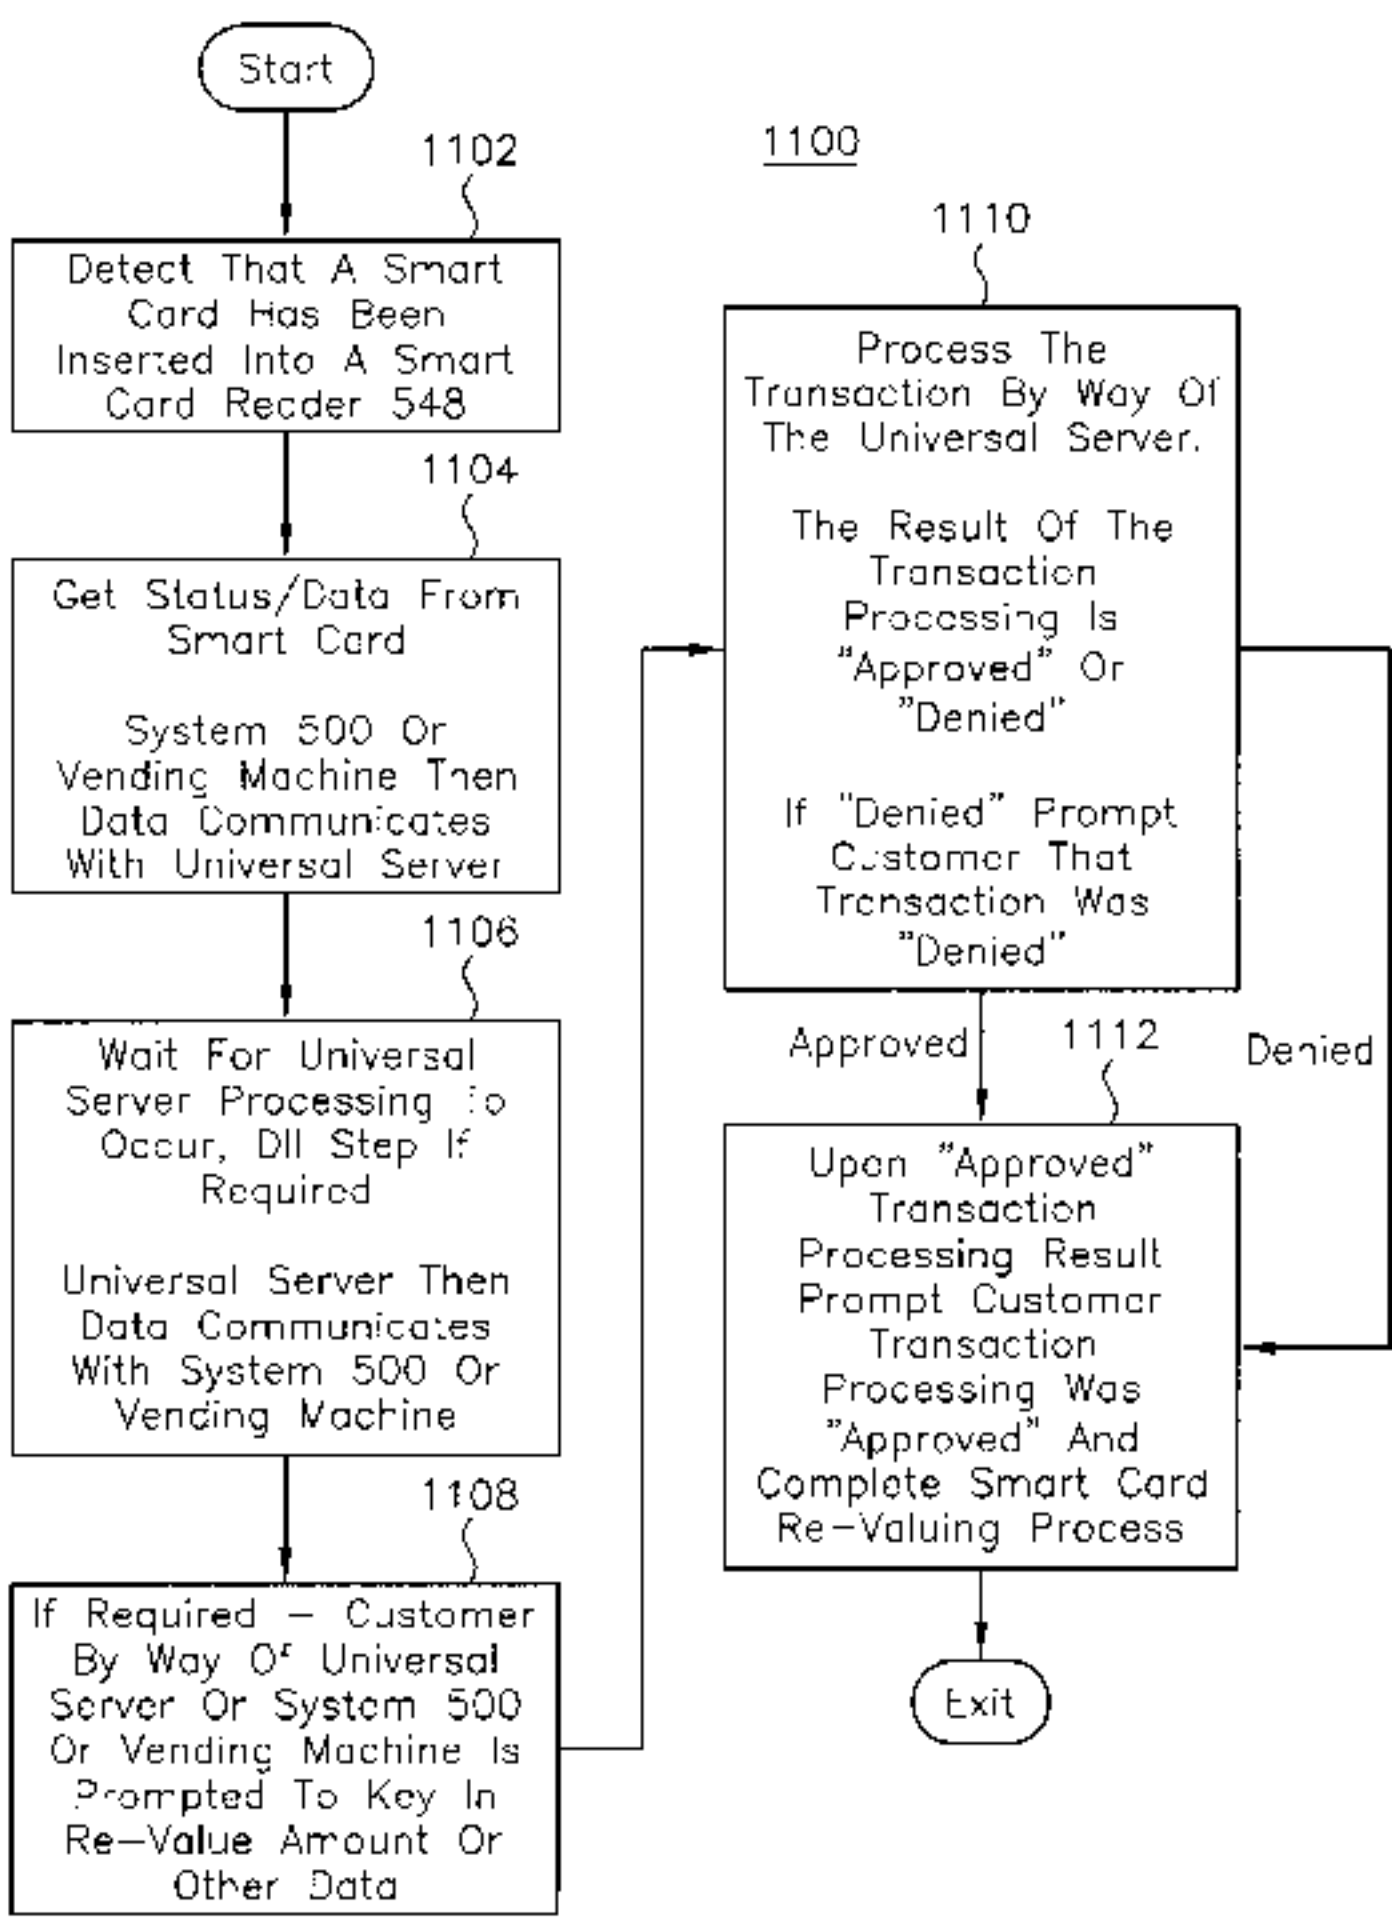 Start
1102
Detect That A Smart
Card Has Been
Inserted Into A Smart
Card Reader 548
1104
Get Status/Data From
Smart Card
System 500 Or
Vending Machine Then
Data Communicates
With Universal Server
1106
Wait For Universal
Server Processing To
Occur, Dll Step If
Required
Universal Server Then
Data Communicates
With System 500 Or
Vending Machine
1108
If Required – Customer
By Way Of Universal
Server Or System 500
Or Vending Machine Is
Prompted To Key In
Re–Value Amount Or
Other Data
1100
1110
Process The
Transaction By Way Of
The Universal Server.
The Result Of The
Transaction
Processing Is
"Approved" Or
"Denied"
If "Denied" Prompt
Customer That
Transaction Was
"Denied"
Approved
Denied
1112
Upon "Approved"
Transaction
Processing Result
Prompt Customer
Transaction
Processing Was
"Approved" And
Complete Smart Card
Re–Valuing Process
Exit